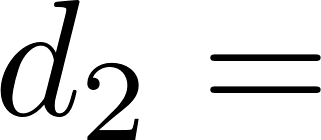 d₂ =